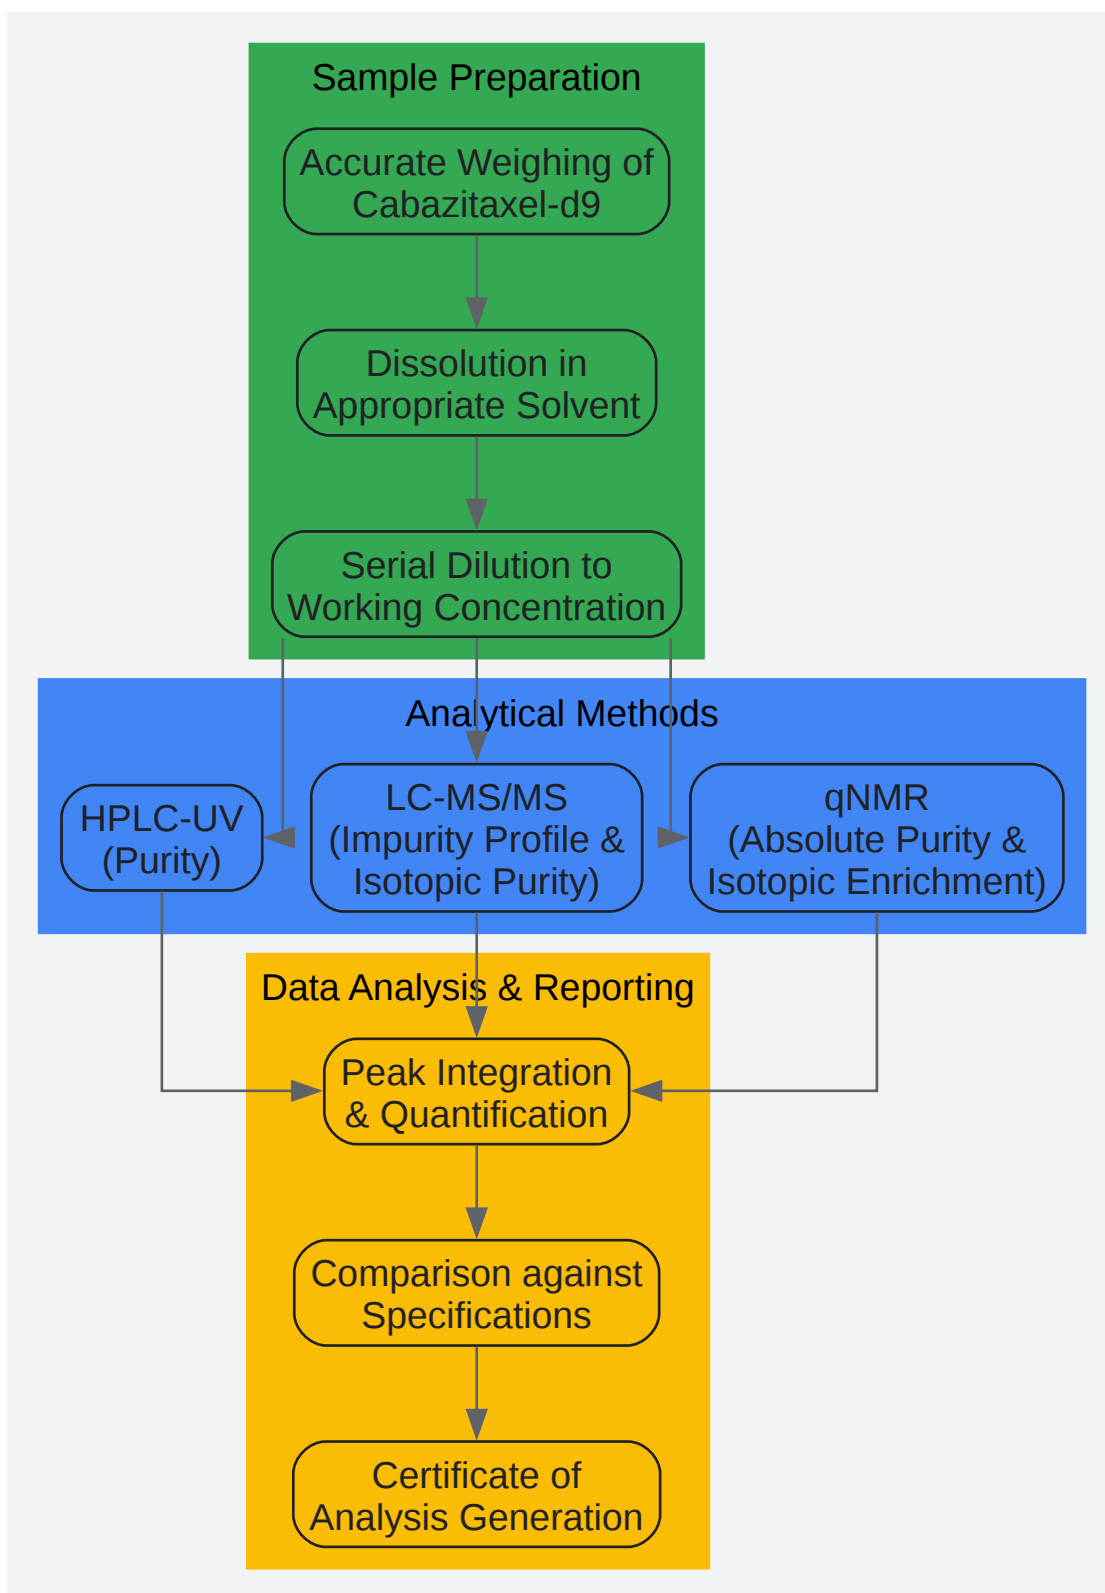 Sample Preparation
Accurate Weighing of
Cabazitaxel-d9
Dissolution in
Appropriate Solvent
Serial Dilution to
Working Concentration
Analytical Methods
HPLC-UV
(Purity)
LC-MS/MS
(Impurity Profile &
Isotopic Purity)
qNMR
(Absolute Purity &
Isotopic Enrichment)
Data Analysis & Reporting
Peak Integration
& Quantification
Comparison against
Specifications
Certificate of
Analysis Generation